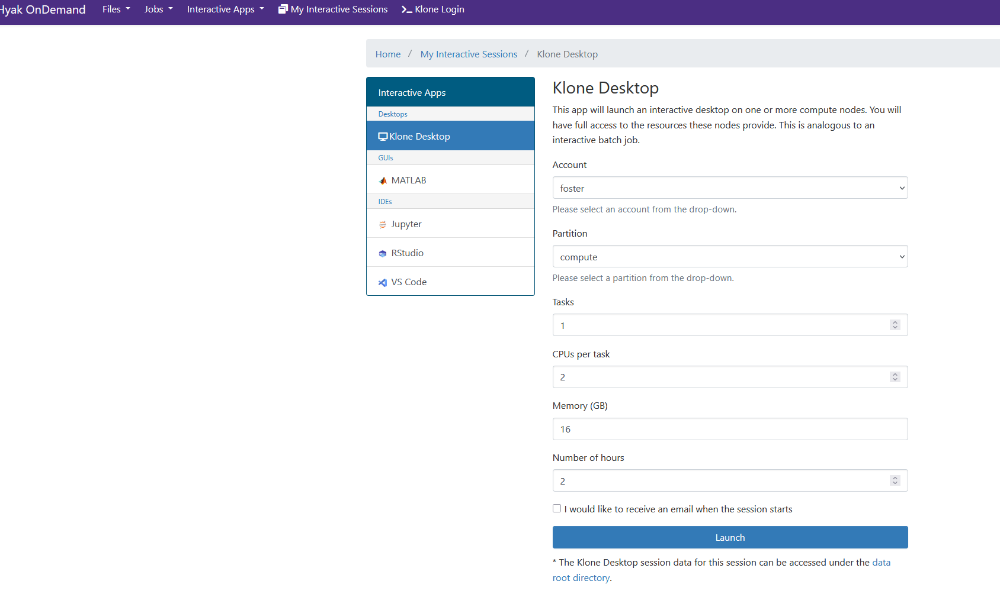 Hyak OnDemand Files Jobs Interactive Apps My Interactive Sessions Klone Login
Home / My Interactive Sessions / Klone Desktop
Interactive Apps
Desktops
Klone Desktop
GUIs
MATLAB
IDEs
Jupyter
RStudio
VS Code
Klone Desktop
This app will launch an interactive desktop on one or more compute nodes. You will
have full access to the resources these nodes provide. This is analogous to an
interactive batch job.
Account
foster
Please select an account from the drop-down.
Partition
compute
Please select a partition from the drop-down.
Tasks
1
CPUs per task
2
Memory (GB)
16
Number of hours
2
I would like to receive an email when the session starts
Launch
* The Klone Desktop session data for this session can be accessed under the data
root directory.